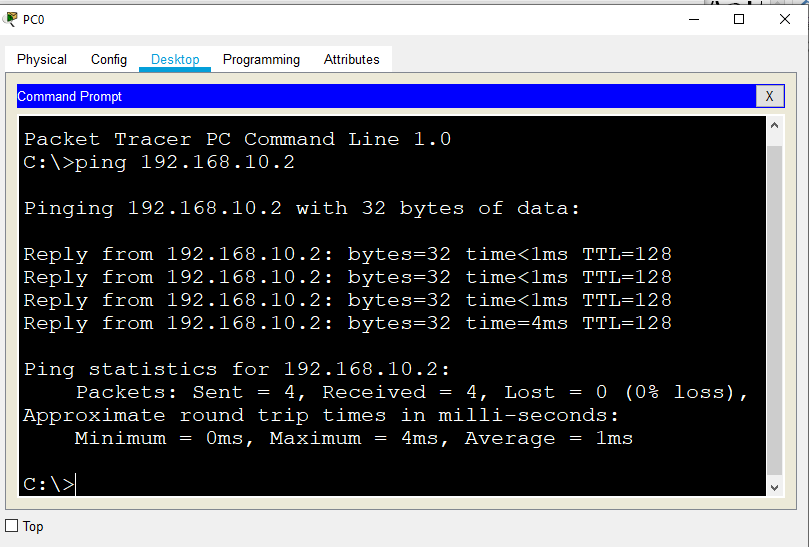 PC0
Physical Config Desktop Programming Attributes
Command Prompt X
Packet Tracer PC Command Line 1.0
C:\>ping 192.168.10.2
Pinging 192.168.10.2 with 32 bytes of data:
Reply from 192.168.10.2: bytes=32 time<1ms TTL=128
Reply from 192.168.10.2: bytes=32 time<1ms TTL=128
Reply from 192.168.10.2: bytes=32 time<1ms TTL=128
Reply from 192.168.10.2: bytes=32 time=4ms TTL=128
Ping statistics for 192.168.10.2:
Packets: Sent = 4, Received = 4, Lost = 0 (0% loss),
Approximate round trip times in milli-seconds:
Minimum = 0ms, Maximum = 4ms, Average = 1ms
C:\>
Top